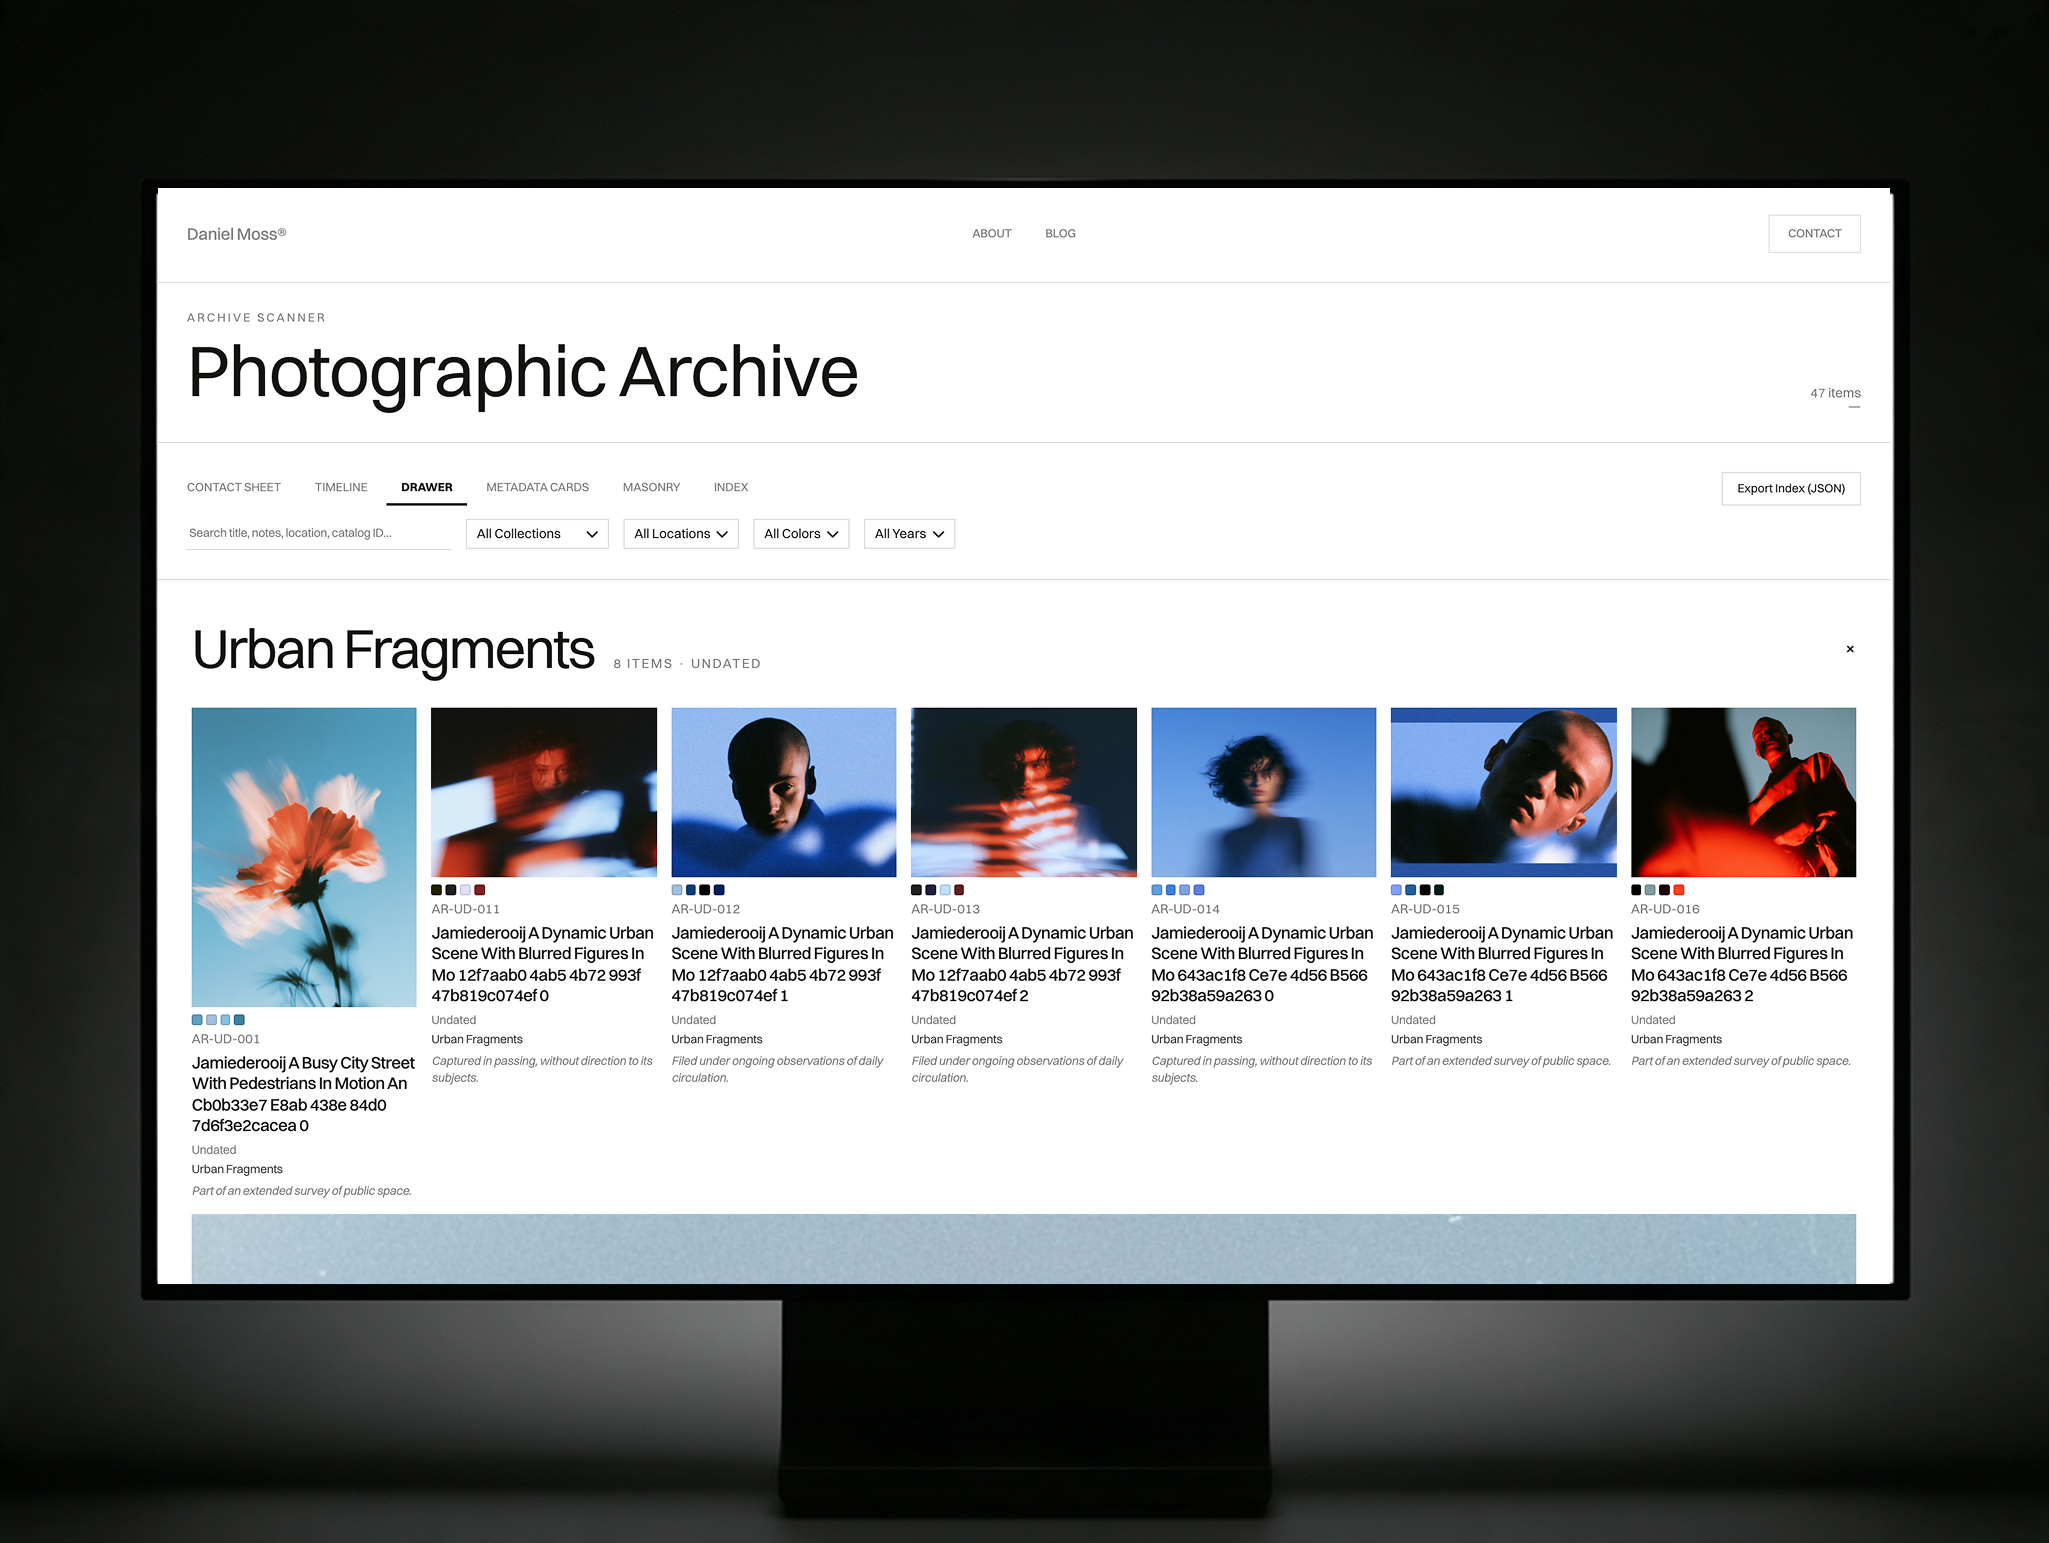 Daniel Moss®
ABOUT
BLOG
CONTACT
ARCHIVE SCANNER
Photographic Archive
47 items
CONTACT SHEET
TIMELINE
DRAWER
METADATA CARDS
MASONRY
INDEX
Export Index (JSON)
Search title, notes, location, catalog ID...
All Collections
All Locations
All Colors
All Years
Urban Fragments
8 ITEMS · UNDATED
×
AR-UD-001
Jamiederooij A Busy City Street
With Pedestrians In Motion An
Cb0b33e7 E8ab 438e 84d0
7d6f3e2cacea 0
Undated
Urban Fragments
Part of an extended survey of public space.
AR-UD-011
Jamiederooij A Dynamic Urban
Scene With Blurred Figures In
Mo 12f7aab0 4ab5 4b72 993f
47b819c074ef 0
Undated
Urban Fragments
Captured in passing, without direction to its
subjects.
AR-UD-012
Jamiederooij A Dynamic Urban
Scene With Blurred Figures In
Mo 12f7aab0 4ab5 4b72 993f
47b819c074ef 1
Undated
Urban Fragments
Filed under ongoing observations of daily
circulation.
AR-UD-013
Jamiederooij A Dynamic Urban
Scene With Blurred Figures In
Mo 12f7aab0 4ab5 4b72 993f
47b819c074ef 2
Undated
Urban Fragments
Filed under ongoing observations of daily
circulation.
AR-UD-014
Jamiederooij A Dynamic Urban
Scene With Blurred Figures In
Mo 643ac1f8 Ce7e 4d56 B566
92b38a59a263 0
Undated
Urban Fragments
Captured in passing, without direction to its
subjects.
AR-UD-015
Jamiederooij A Dynamic Urban
Scene With Blurred Figures In
Mo 643ac1f8 Ce7e 4d56 B566
92b38a59a263 1
Undated
Urban Fragments
Part of an extended survey of public space.
AR-UD-016
Jamiederooij A Dynamic Urban
Scene With Blurred Figures In
Mo 643ac1f8 Ce7e 4d56 B566
92b38a59a263 2
Undated
Urban Fragments
Part of an extended survey of public space.